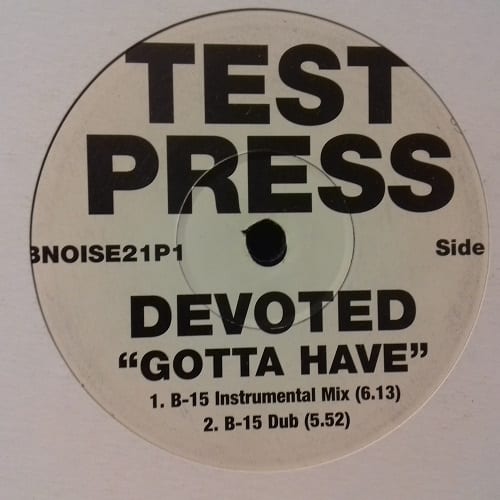 TEST
PRESS
BNOISE21P1 Side
DEVOTED
“GOTTA HAVE”
1. B-15 Instrumental Mix (6.13)
2. B-15 Dub (5.52)